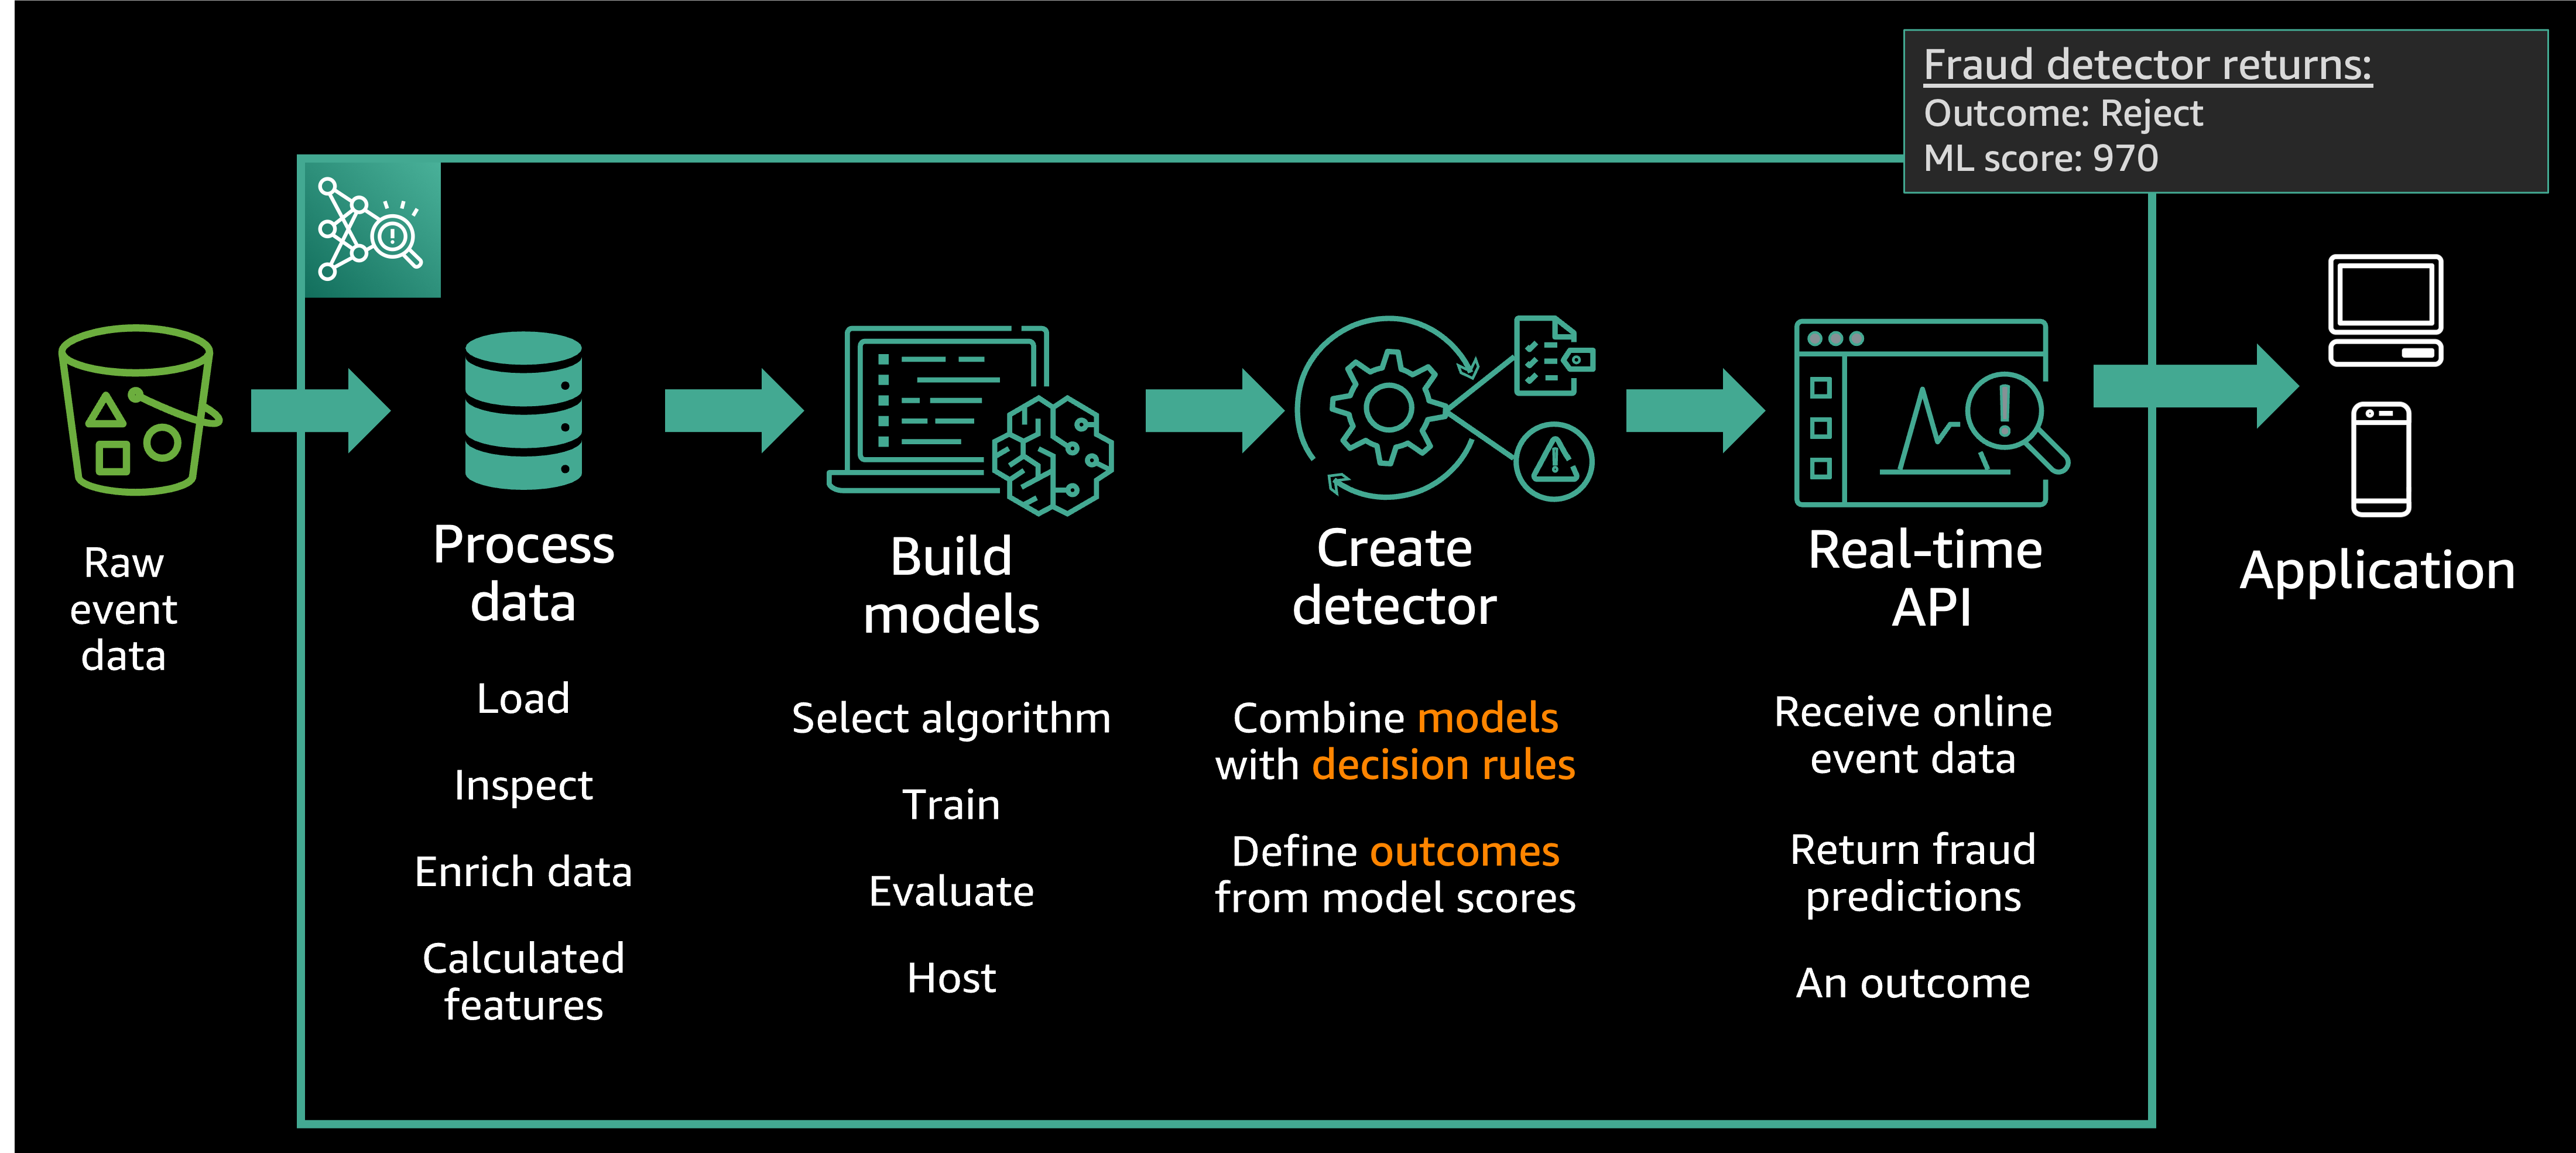 Fraud detector returns:
Outcome: Reject
ML score: 970
Raw
event
data
Process
data
Load
Inspect
Enrich data
Calculated
features
Build
models
Select algorithm
Train
Evaluate
Host
Create
detector
Combine models
with decision rules
Define outcomes
from model scores
Real-time
API
Receive online
event data
Return fraud
predictions
An outcome
Application